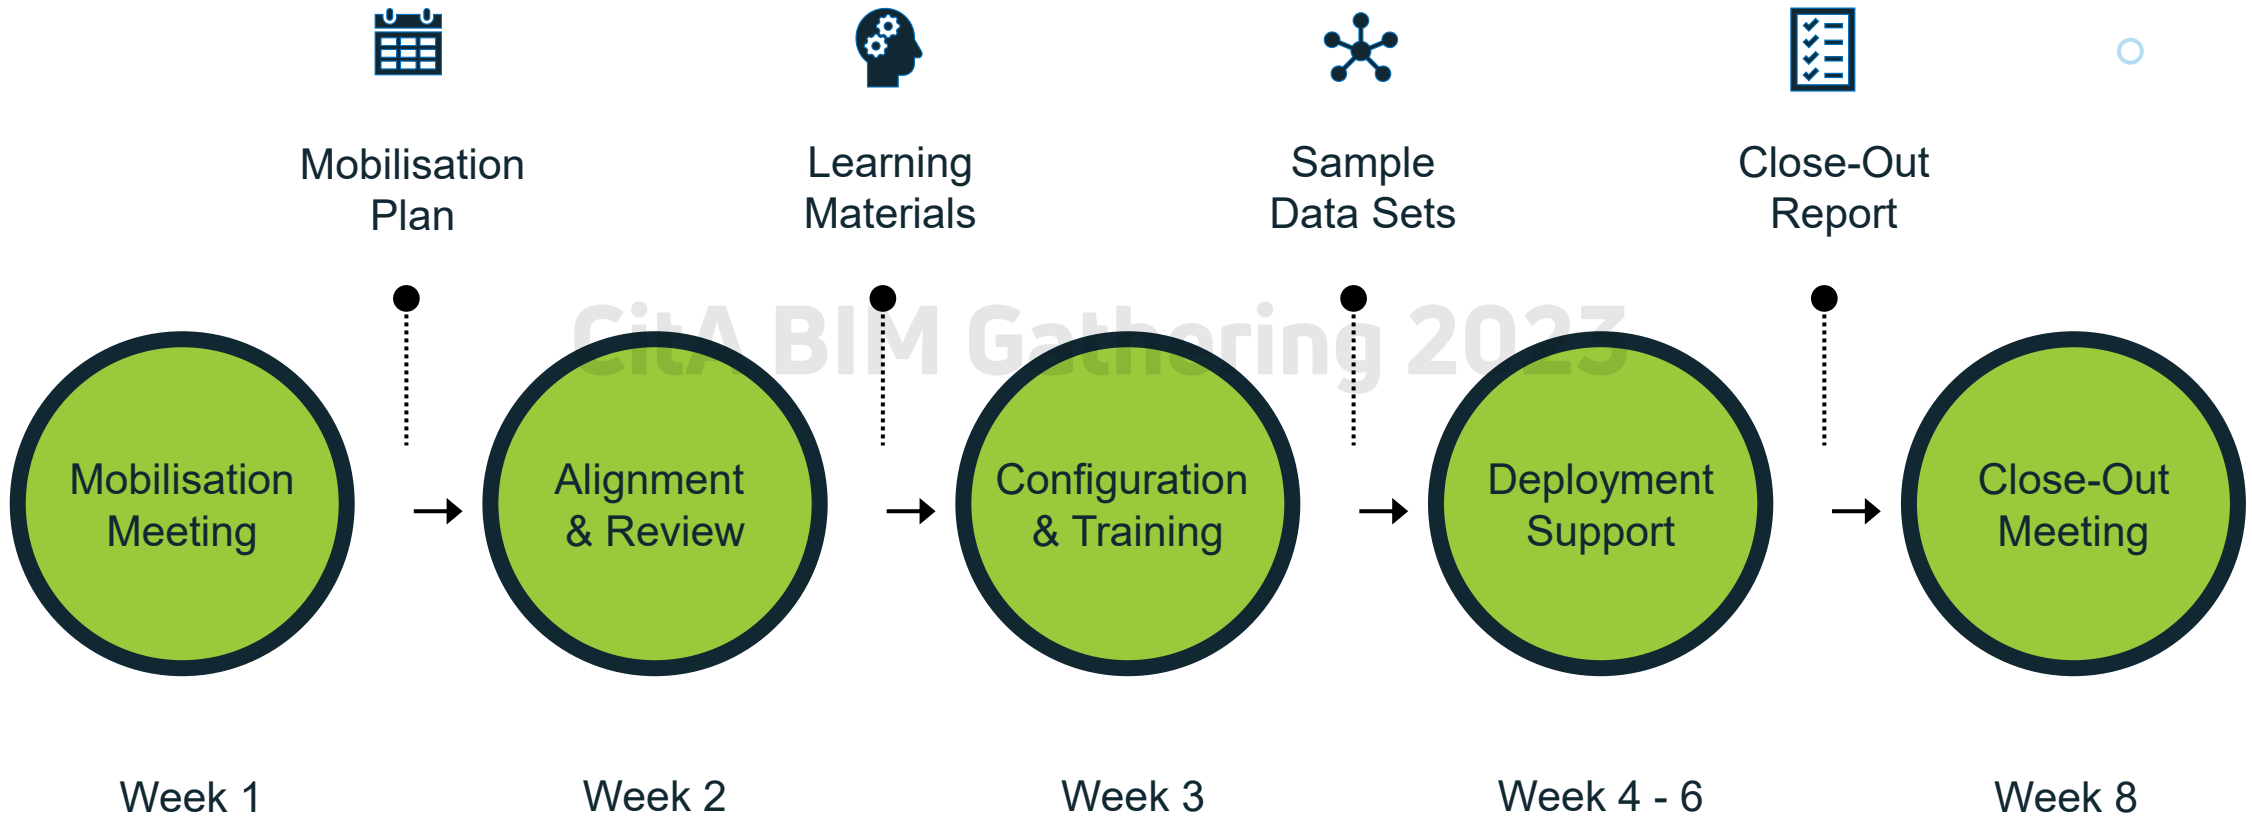 Mobilisation
Plan
Learning
Materials
Sample
Data Sets
Close-Out
Report
CitA BIM Gathering 2023
Mobilisation
Meeting
Alignment
& Review
Configuration
& Training
Deployment
Support
Close-Out
Meeting
Week 1
Week 2
Week 3
Week 4 - 6
Week 8